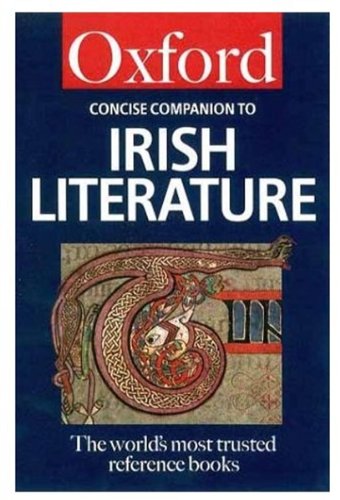 Oxford
CONCISE COMPANION TO
IRISH
LITERATURE
The world's most trusted
reference books